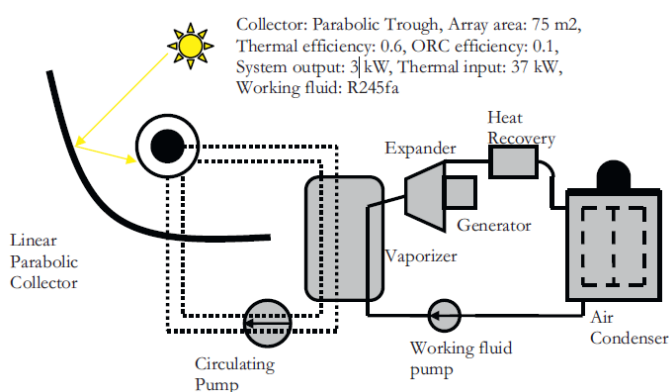 Collector: Parabolic Trough, Array area: 75 m2,
Thermal efficiency: 0.6, ORC efficiency: 0.1,
System output: 3 kW, Thermal input: 37 kW,
Working fluid: R245fa
Heat
Recovery
Expander
Generator
Linear
Parabolic
Collector
Vaporizer
Air
Condenser
Circulating
Pump
Working fluid
pump